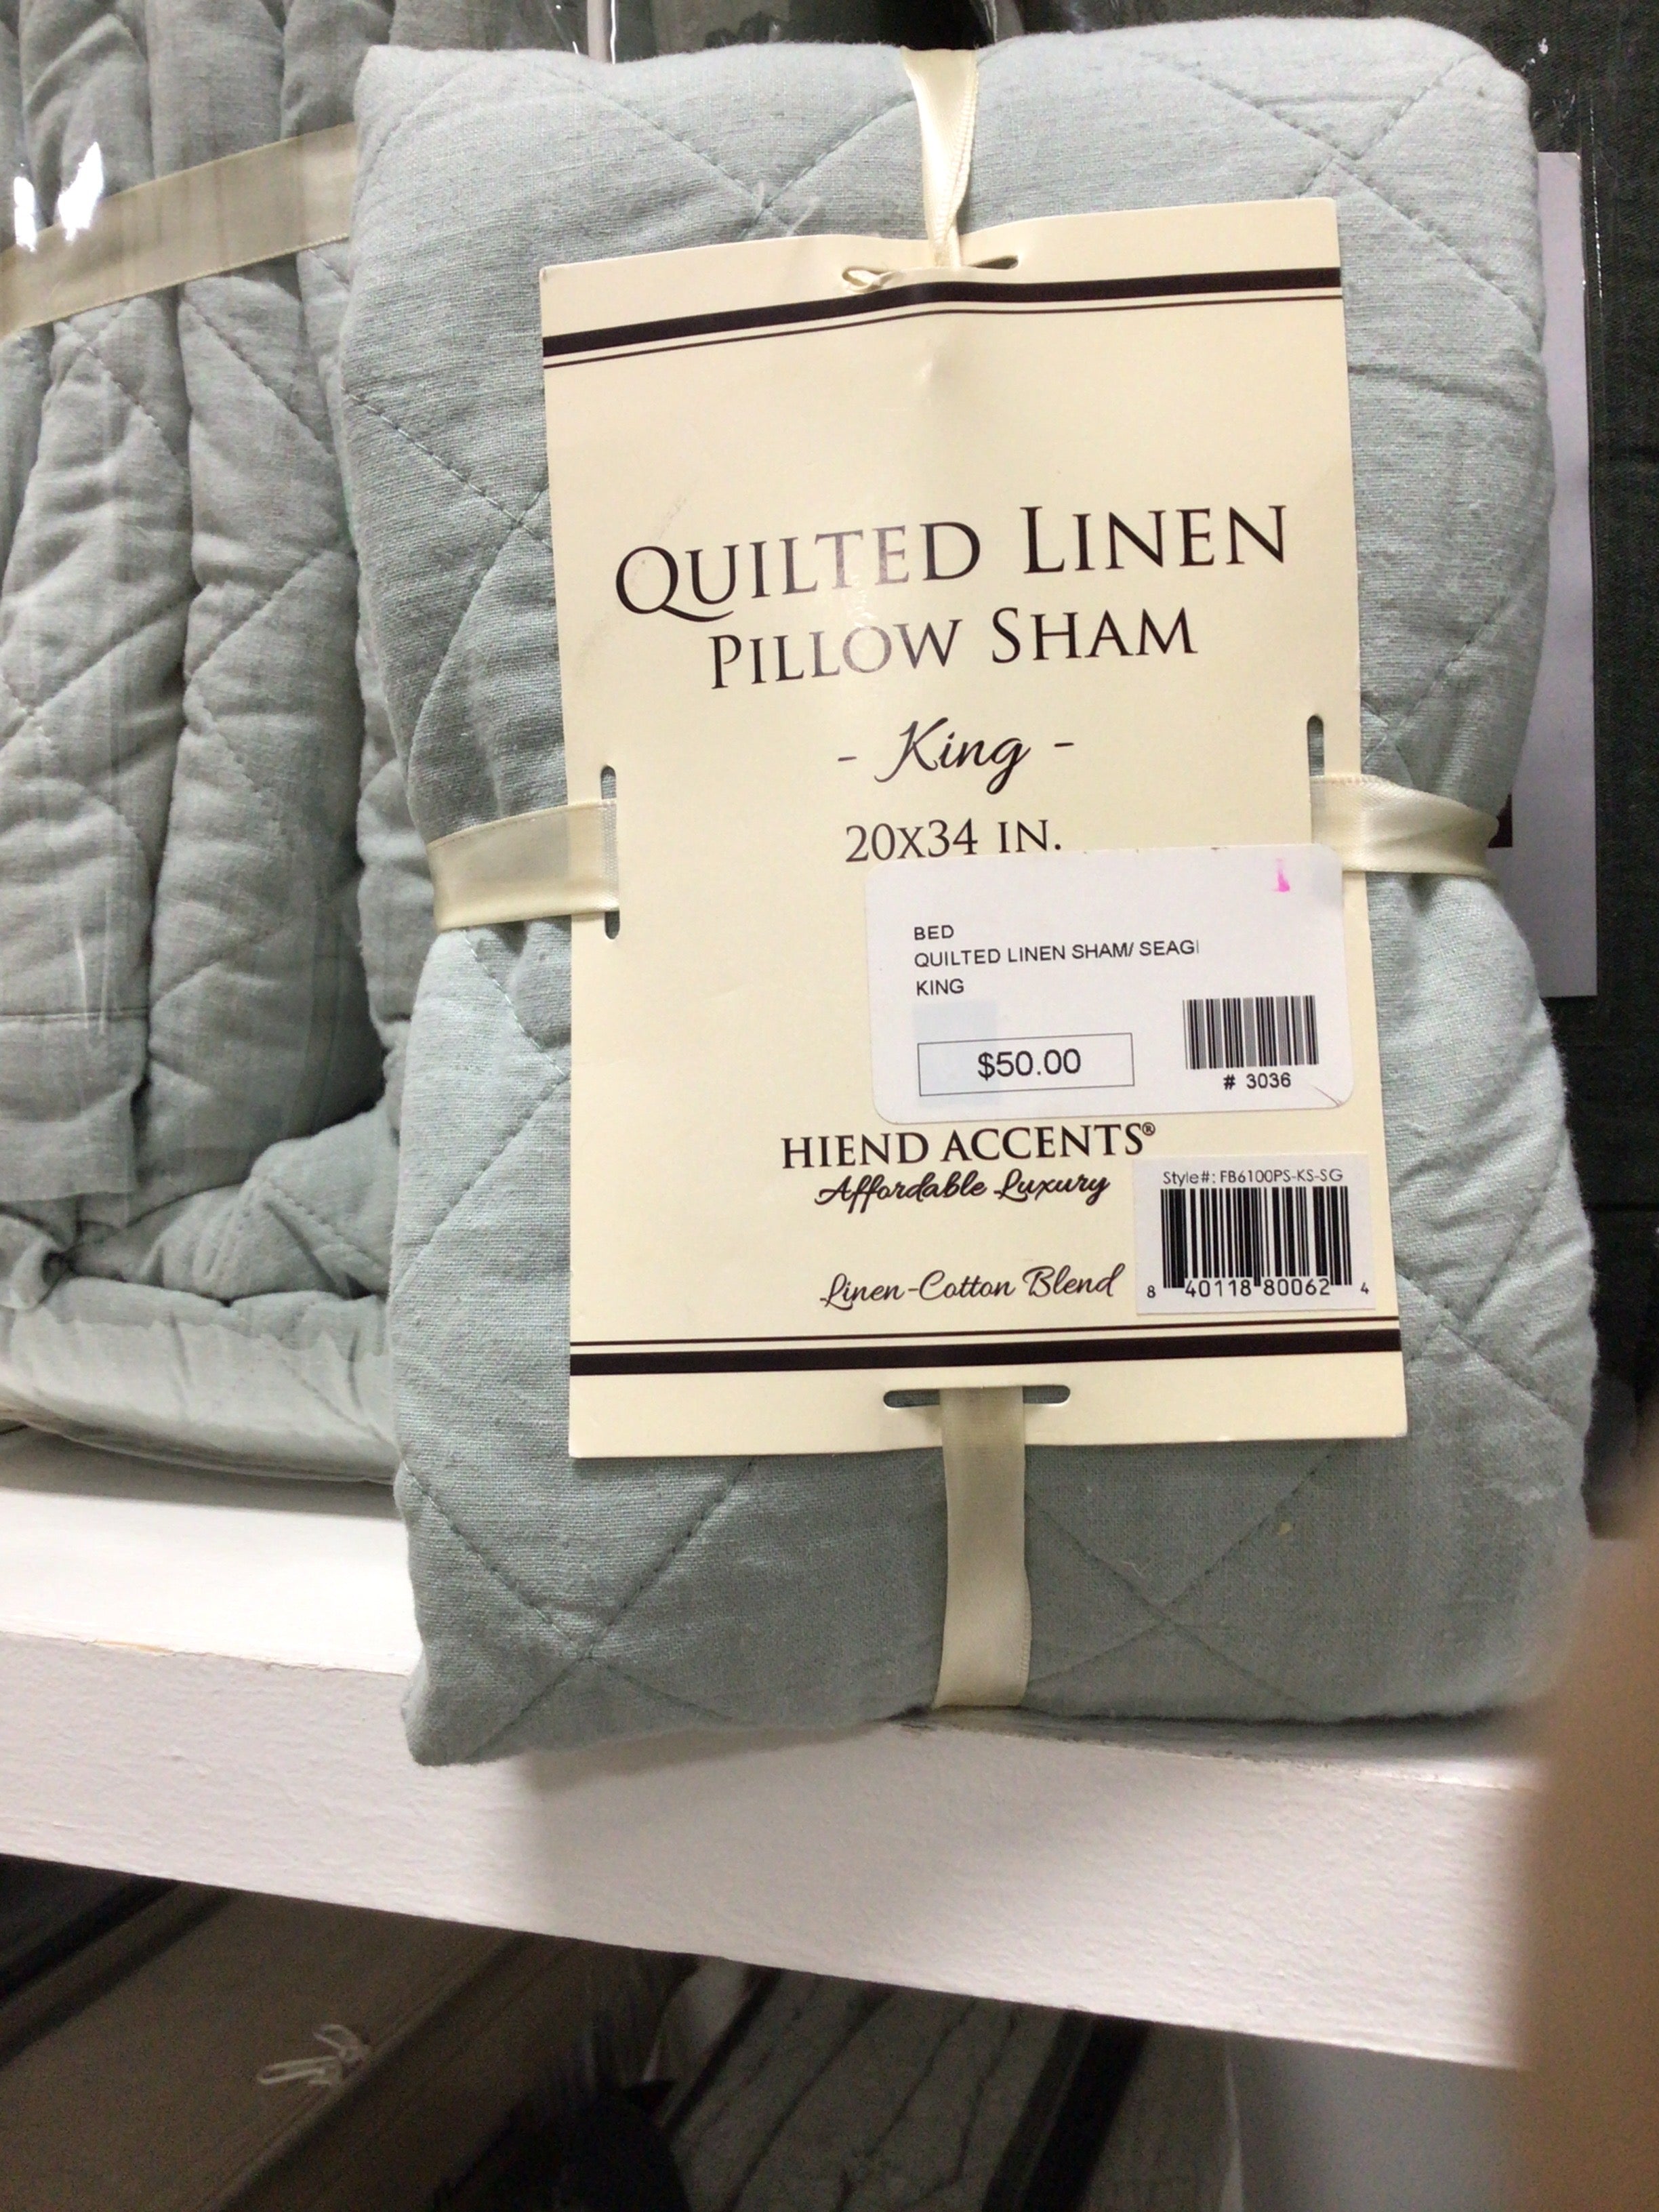 QUILTED LINEN
PILLOW SHAM
- King -
20X34 IN.
BED
QUILTED LINEN SHAM/ SEAG
KING
$50.00
# 3036
HIEND ACCENTS®
Affordable Luxury
Style#: FB6100PS-KS-SG
8 40118 80062 4
Linen-Cotton Blend